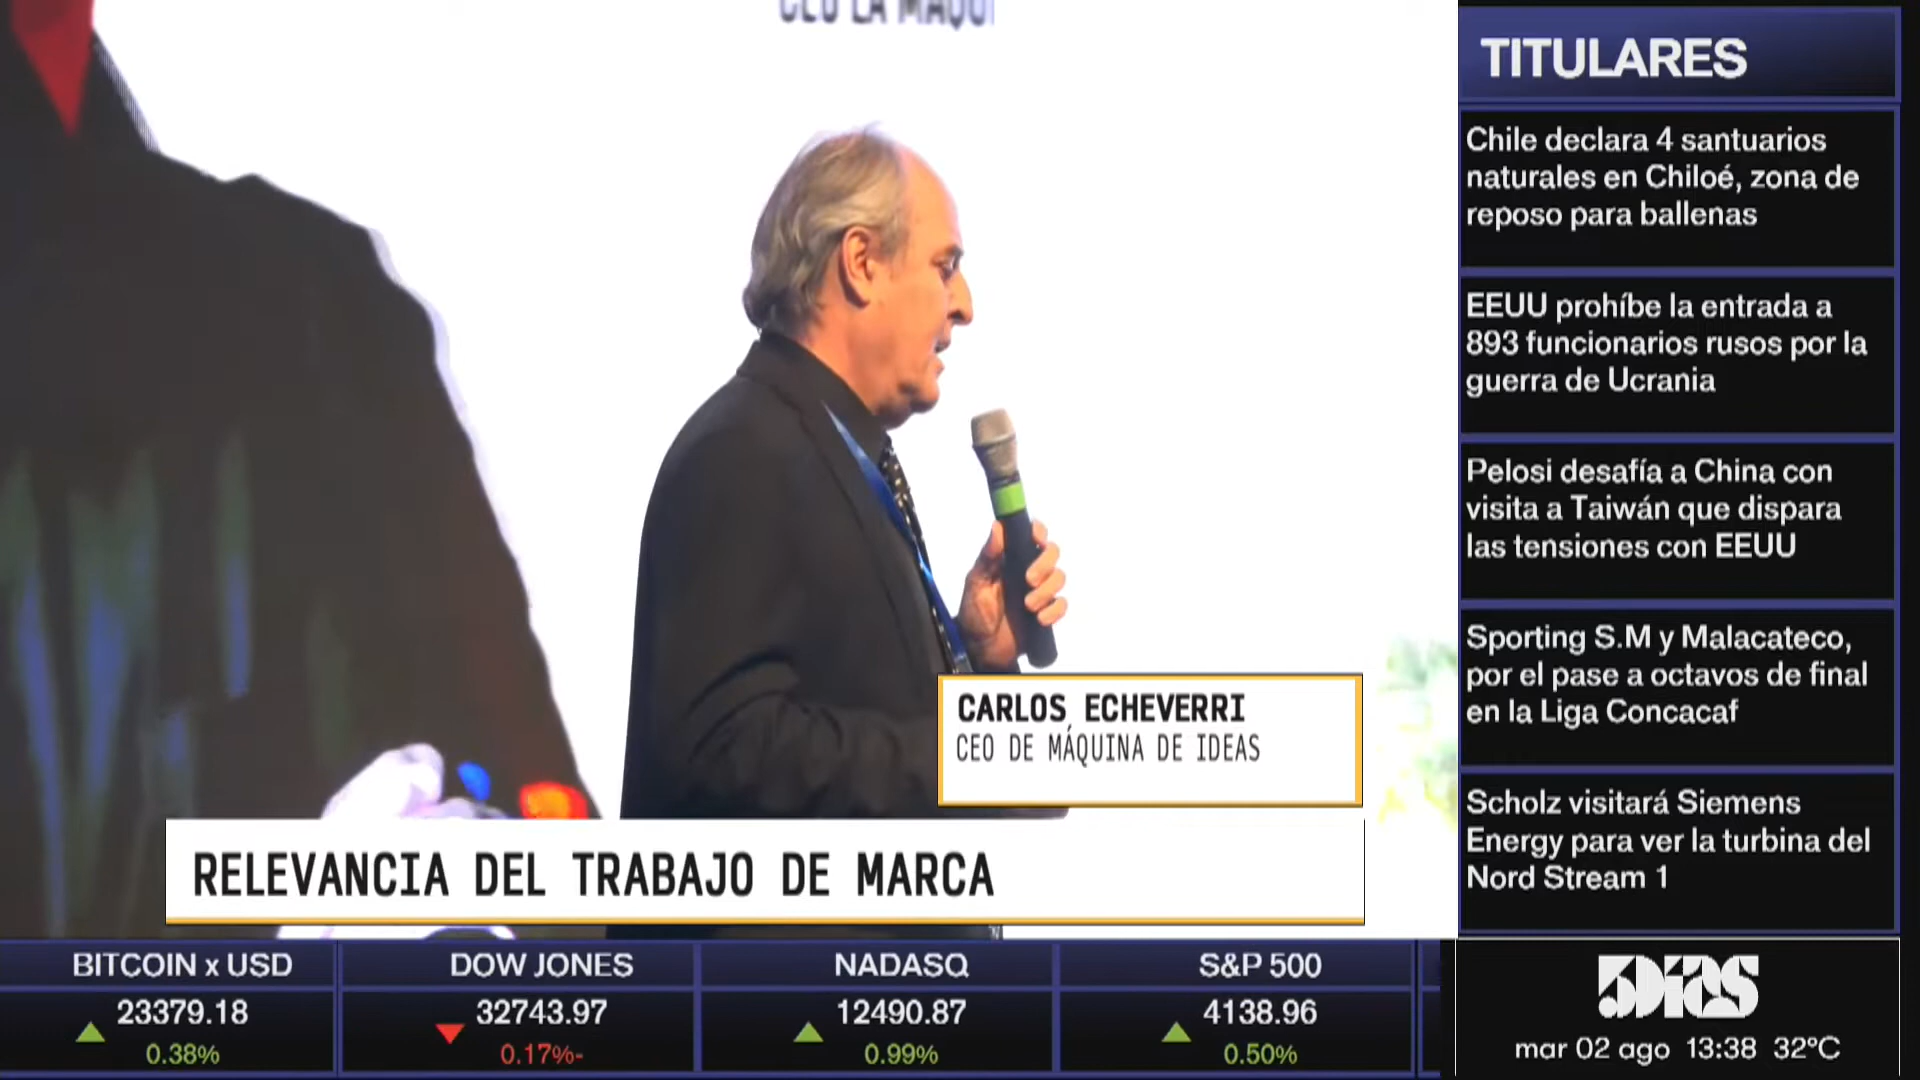 CEO LA MAQUI
TITULARES
Chile declara 4 santuarios
naturales en Chiloé, zona de
reposo para ballenas
EEUU prohíbe la entrada a
893 funcionarios rusos por la
guerra de Ucrania
Pelosi desafía a China con
visita a Taiwán que dispara
las tensiones con EEUU
Sporting S.M y Malacateco,
por el pase a octavos de final
en la Liga Concacaf
Scholz visitará Siemens
Energy para ver la turbina del
Nord Stream 1
CARLOS ECHEVERRI
CEO DE MÁQUINA DE IDEAS
RELEVANCIA DEL TRABAJO DE MARCA
BITCOIN x USD
23379.18
0.38%
DOW JONES
32743.97
0.17%-
NADASQ
12490.87
0.99%
S&P 500
4138.96
0.50%
5DÍAS
mar 02 ago 13:38 32°C